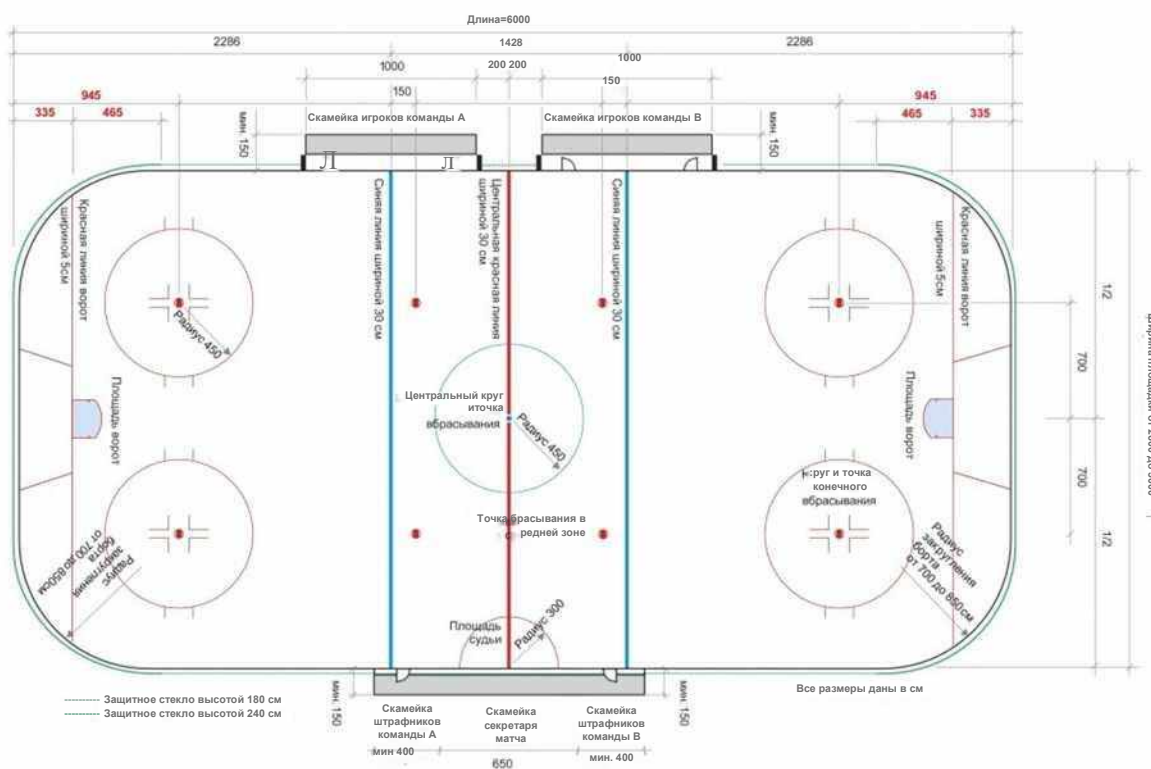 Длина=6000
2286
1428
2286
1000
200 200
1000
150
150
945
945
335
465
465
335
мин. 150
Скамейка игроков команды А
Скамейка игроков команды В
мин. 150
Л
л
Красная линия ворот
шириной 5см
Синяя линия шириной 30 см
Центральная красная линия
шириной 30 см
Синяя линия шириной 30 см
Красная линия ворот
шириной 5см
1/2
Радиус 450
700
Площадь ворот
Центральный круг
иточка
вбрасывания
Радиус 450
Площадь ворот
700
руг и точка
конечного
вбрасывания
Точка
брасывания в
редней зоне
1/2
Радиус
закругления
борта
от 700 до 850см
Радиус
закругления
борта
от 700 до 850см
Площадь
судьи
Радиус 300
Защитное стекло высотой 180 см
Защитное стекло высотой 240 см
мин. 150
мин. 150
Все размеры даны в см
Скамейка
штрафников
команды А
Скамейка
секретаря
матча
Скамейка
штрафников
команды В
мин 400
650
мин. 400